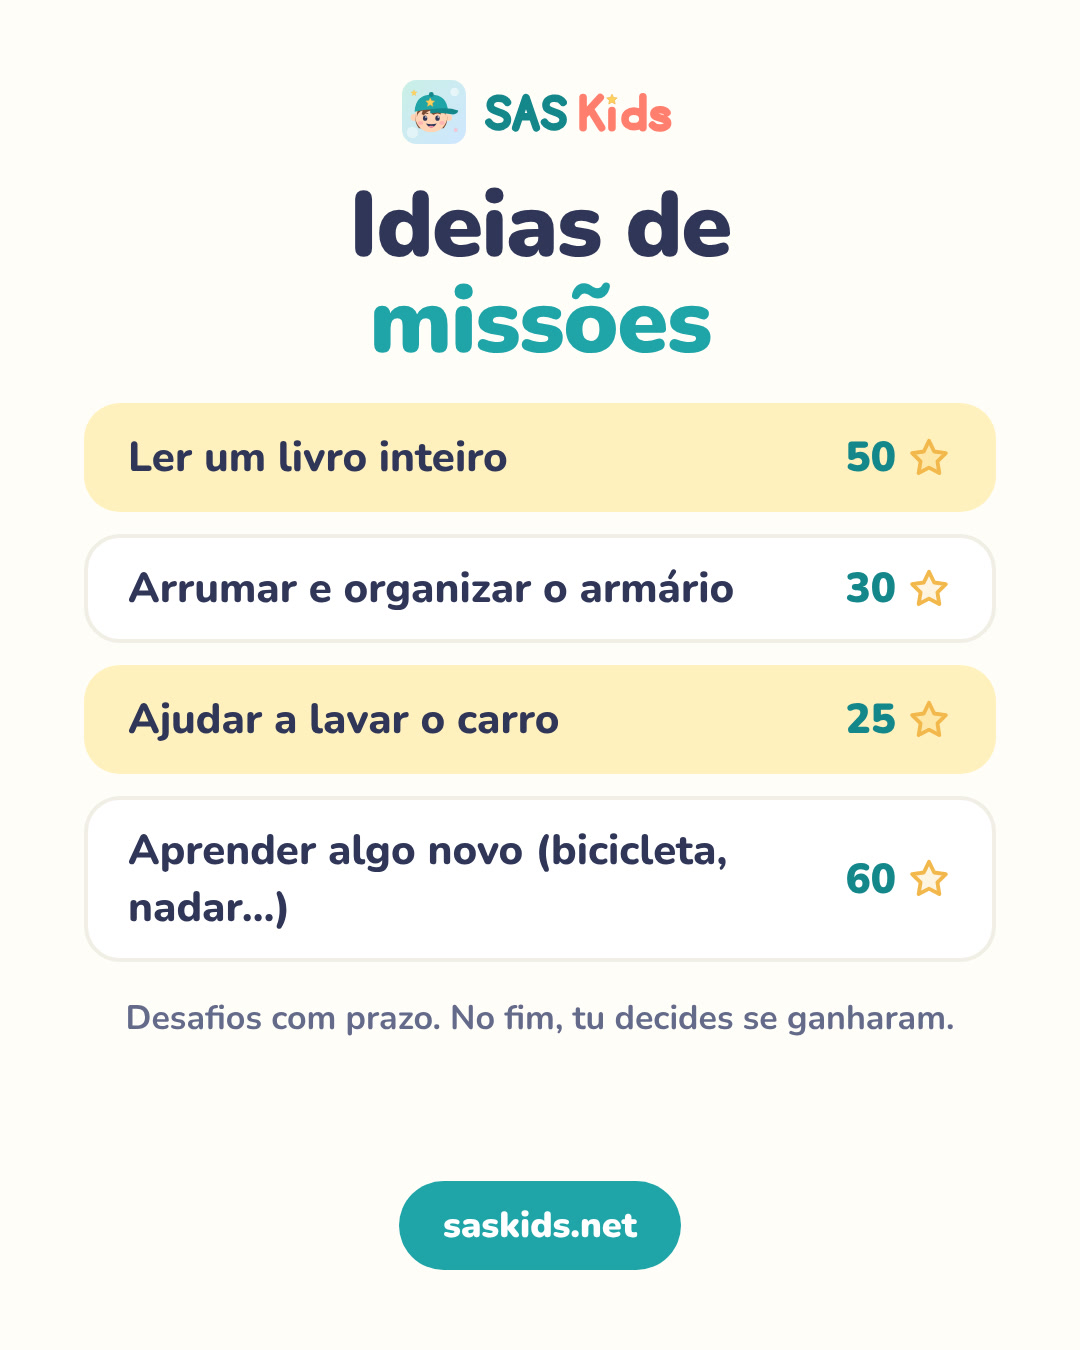 SAS Kids
Ideias de
missões
Ler um livro inteiro 50
Arrumar e organizar o armário 30
Ajudar a lavar o carro 25
Aprender algo novo (bicicleta,
nadar...) 60
Desafios com prazo. No fim, tu decides se ganharam.
saskids.net